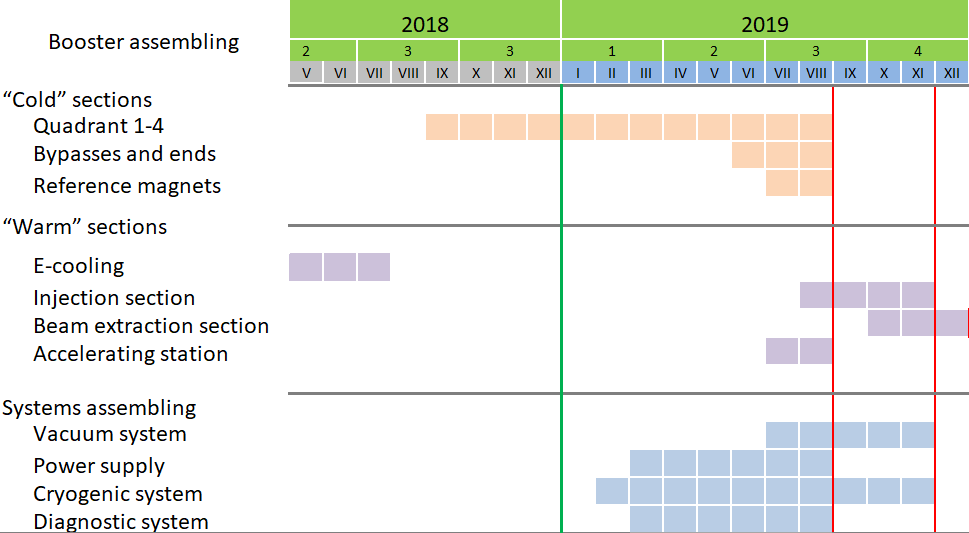 2018 2019
Booster assembling
2 3 3 1 2 3 4
V VI VII VIII IX X XI XII I II III IV V VI VII VIII IX X XI XII
“Cold” sections
Quadrant 1-4
Bypasses and ends
Reference magnets
“Warm” sections
E-cooling
Injection section
Beam extraction section
Accelerating station
Systems assembling
Vacuum system
Power supply
Cryogenic system
Diagnostic system